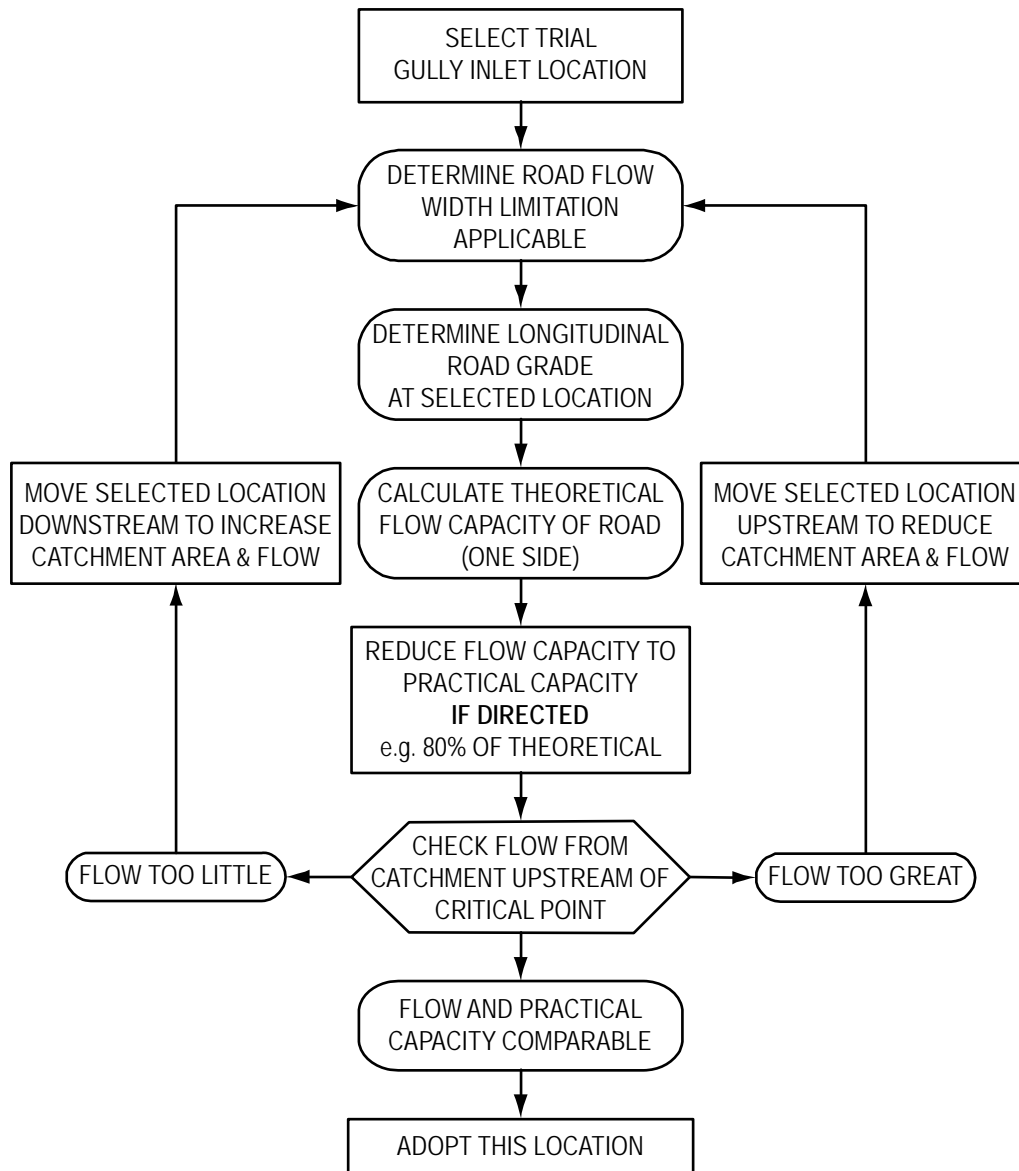 SELECT TRIAL
GULLY INLET LOCATION
DETERMINE ROAD FLOW
WIDTH LIMITATION
APPLICABLE
DETERMINE LONGITUDINAL
ROAD GRADE
AT SELECTED LOCATION
MOVE SELECTED LOCATION
DOWNSTREAM TO INCREASE
CATCHMENT AREA & FLOW
CALCULATE THEORETICAL
FLOW CAPACITY OF ROAD
(ONE SIDE)
MOVE SELECTED LOCATION
UPSTREAM TO REDUCE
CATCHMENT AREA & FLOW
REDUCE FLOW CAPACITY TO
PRACTICAL CAPACITY
IF DIRECTED
e.g. 80% OF THEORETICAL
FLOW TOO LITTLE
CHECK FLOW FROM
CATCHMENT UPSTREAM OF
CRITICAL POINT
FLOW TOO GREAT
FLOW AND PRACTICAL
CAPACITY COMPARABLE
ADOPT THIS LOCATION